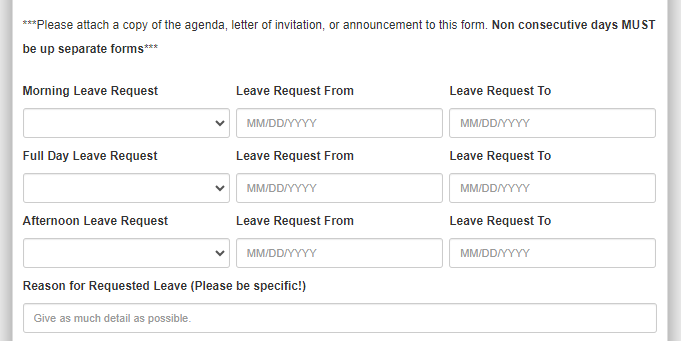 ***Please attach a copy of the agenda, letter of invitation, or announcement to this form. Non consecutive days MUST
be up separate forms***
Morning Leave Request Leave Request From Leave Request To
MM/DD/YYYY MM/DD/YYYY
Full Day Leave Request Leave Request From Leave Request To
MM/DD/YYYY MM/DD/YYYY
Afternoon Leave Request Leave Request From Leave Request To
MM/DD/YYYY MM/DD/YYYY
Reason for Requested Leave (Please be specific!)
Give as much detail as possible.